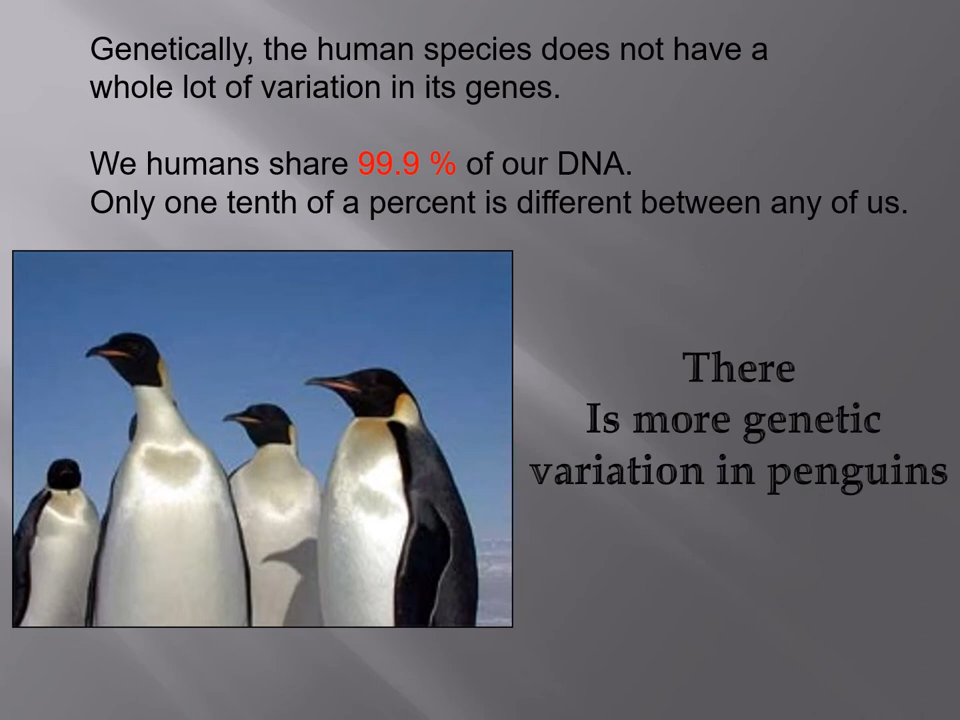 Genetically, the human species does not have a
whole lot of variation in its genes.
We humans share 99.9 % of our DNA.
Only one tenth of a percent is different between any of us.
There
Is more genetic
variation in penguins